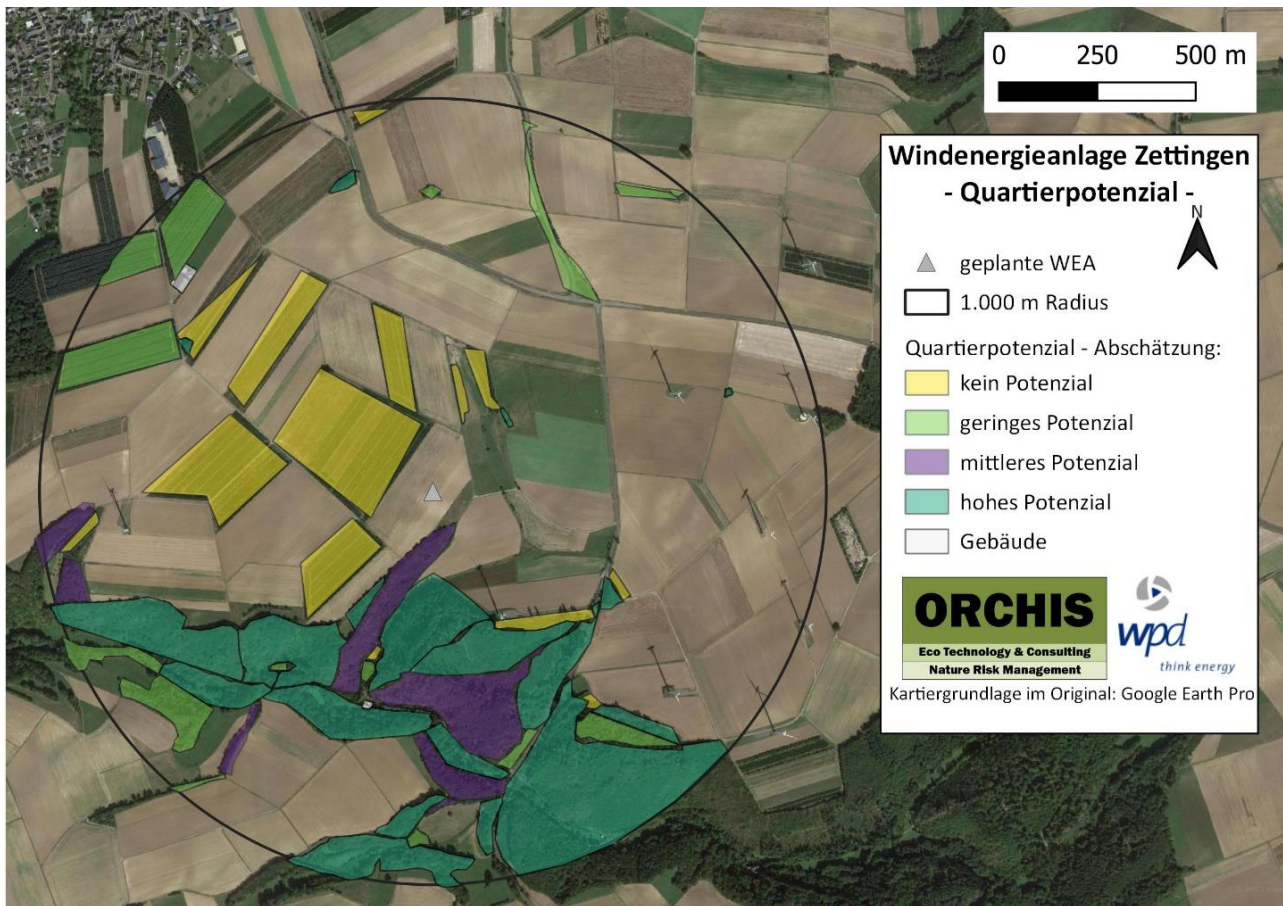 0 250 500 m
Windenergieanlage Zettingen
- Quartierpotenzial -
N
geplante WEA
1.000 m Radius
Quartierpotenzial - Abschätzung:
kein Potenzial
geringes Potenzial
mittleres Potenzial
hohes Potenzial
Gebäude
ORCHIS
Eco Technology & Consulting
Nature Risk Management
wpd
think energy
Kartiergrundlage im Original: Google Earth Pro